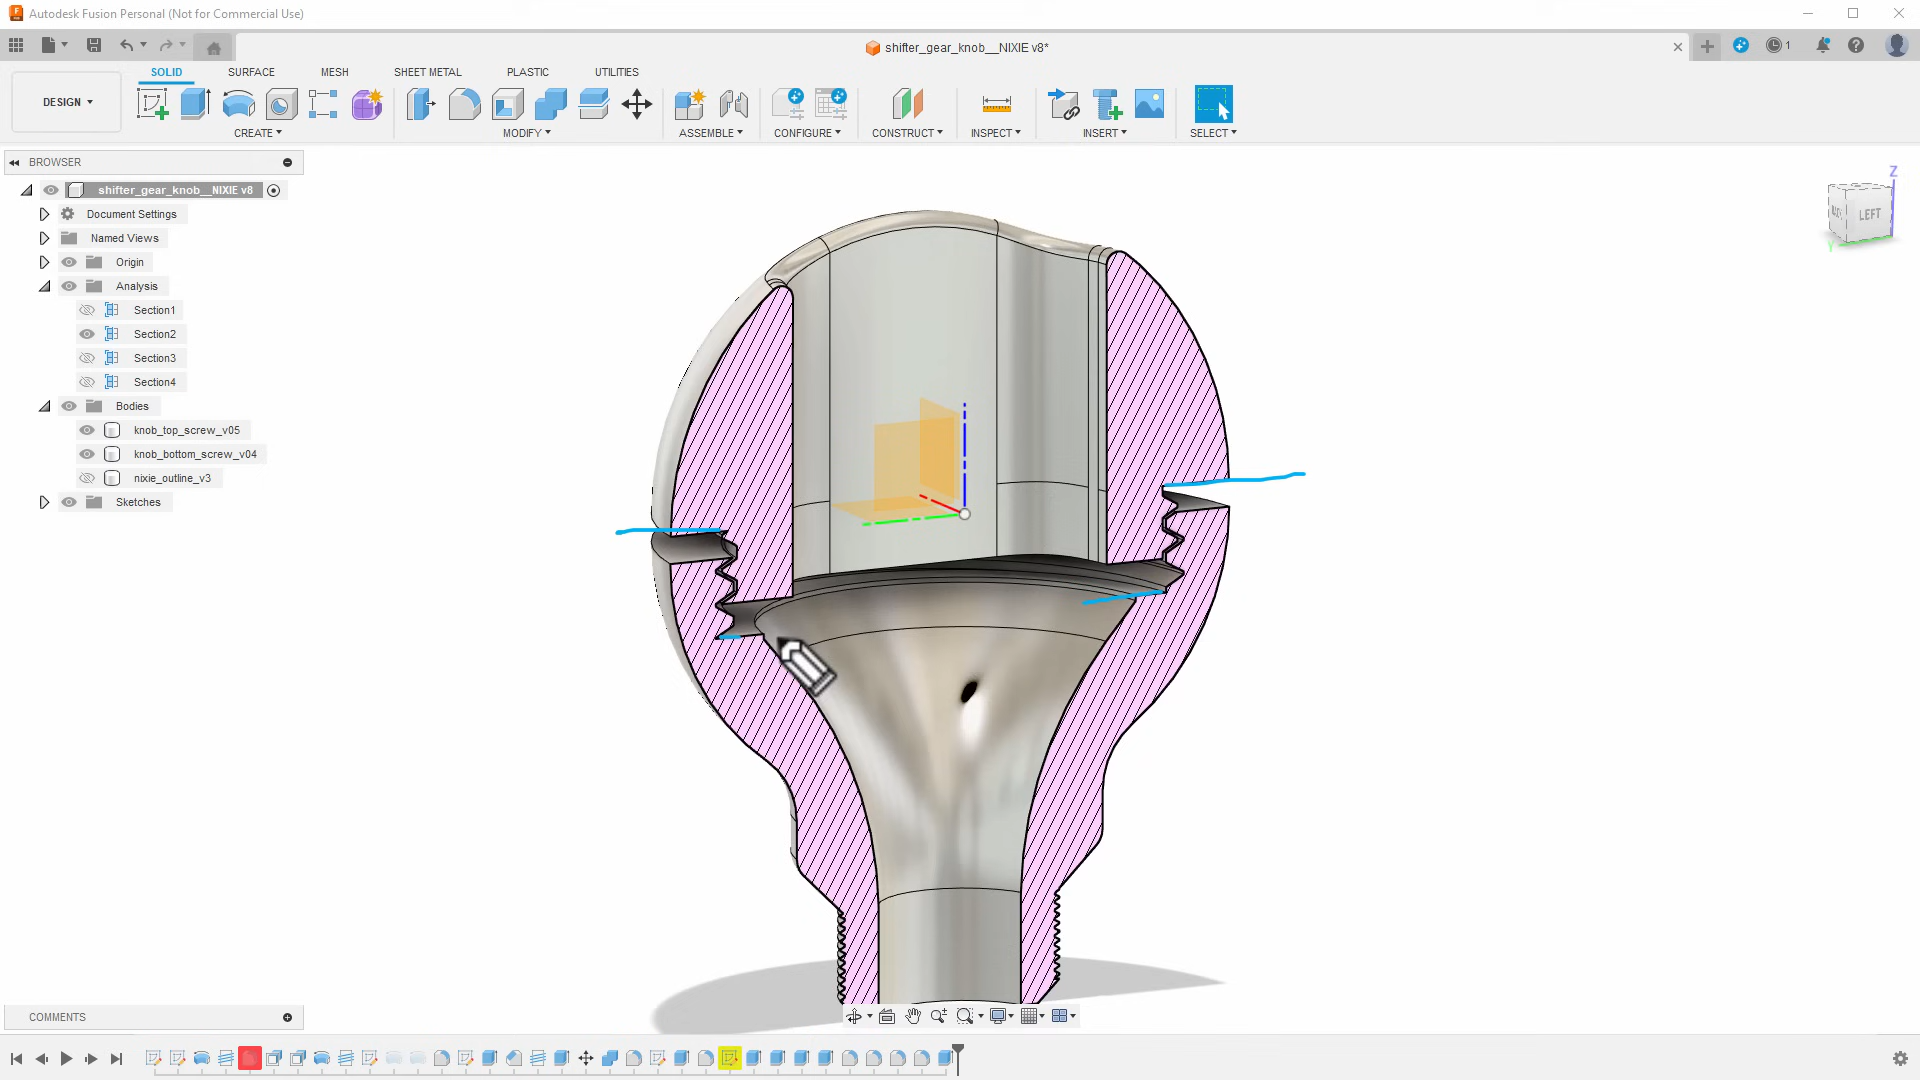 Autodesk Fusion Personal (Not for Commercial Use)
shifter_gear_knob__NIXIE v8*
1
SOLID
SURFACE
MESH
SHEET METAL
PLASTIC
UTILITIES
DESIGN
CREATE
MODIFY
ASSEMBLE
CONFIGURE
CONSTRUCT
INSPECT
INSERT
SELECT
BROWSER
shifter_gear_knob__NIXIE v8
Document Settings
Named Views
Origin
Analysis
Section1
Section2
Section3
Section4
Bodies
knob_top_screw_v05
knob_bottom_screw_v04
nixie_outline_v3
Sketches
Z
LEFT
Y
COMMENTS